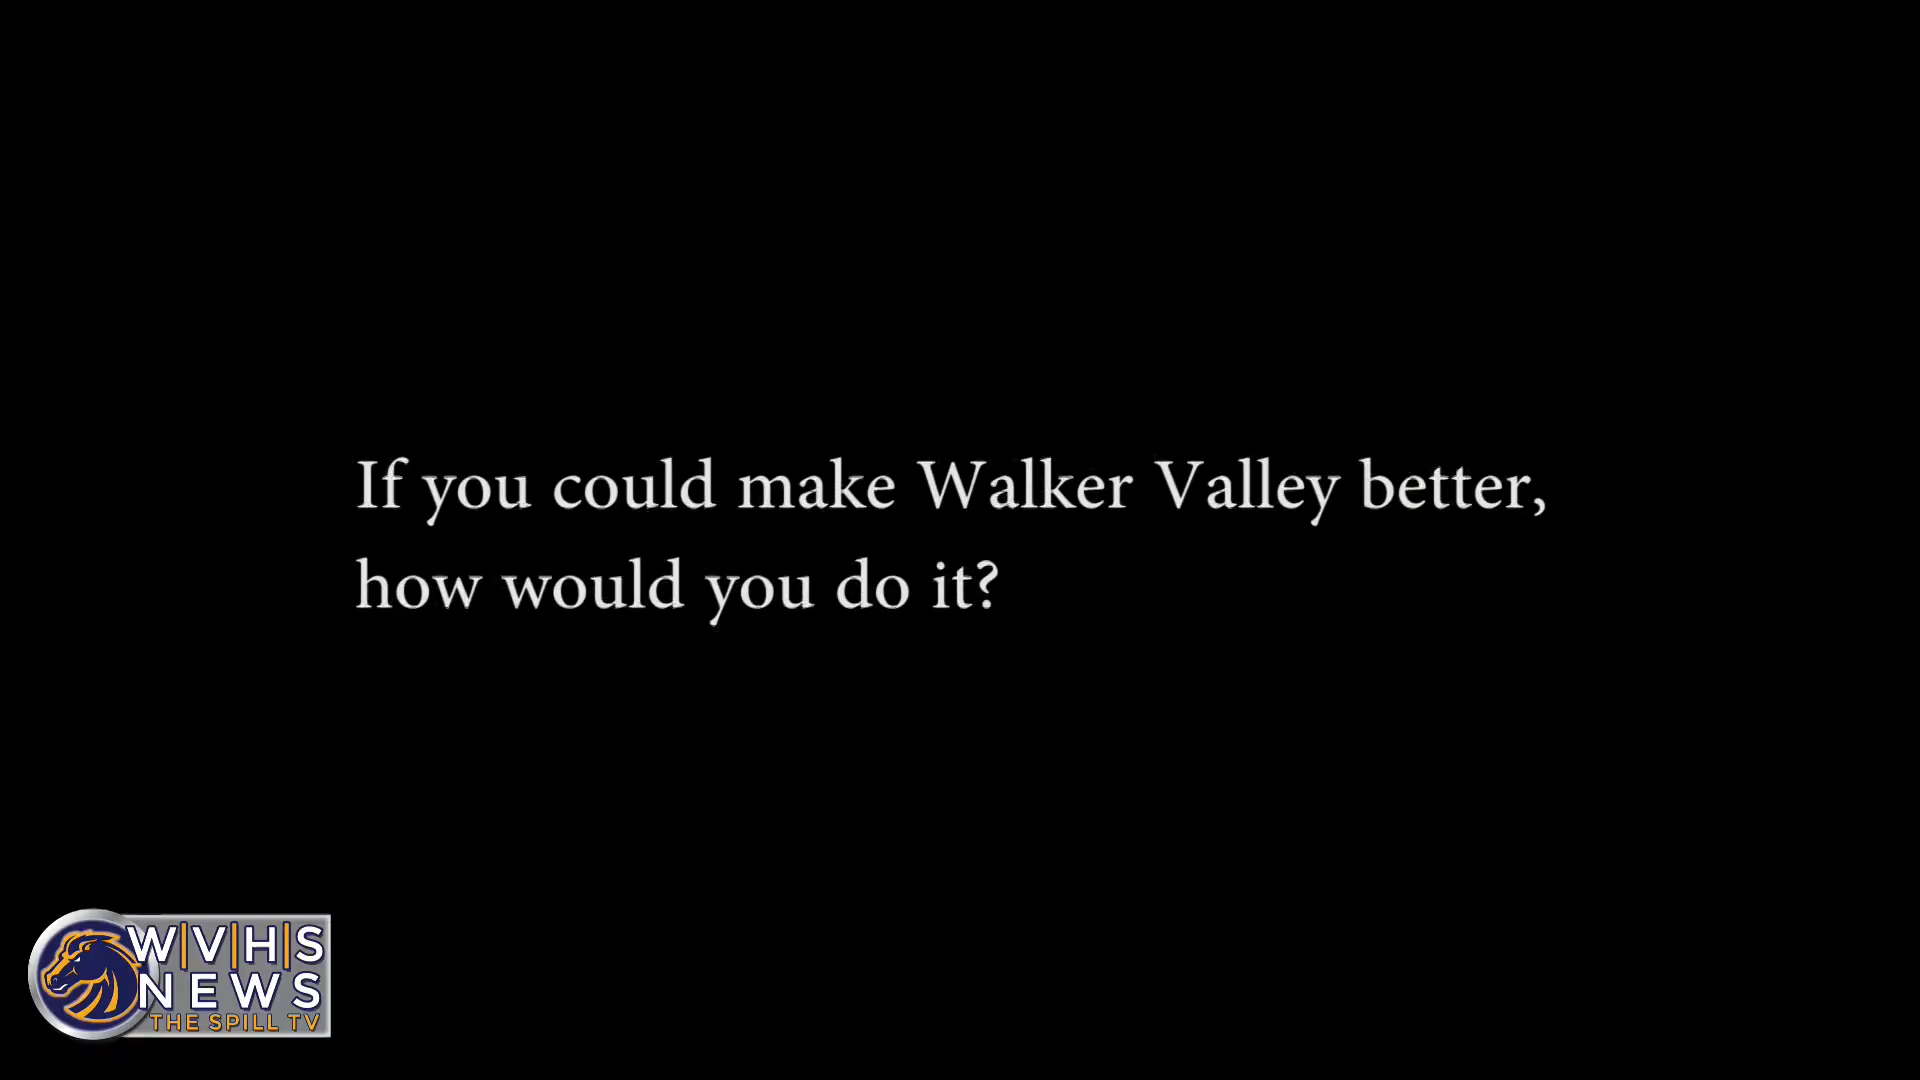 If you could make Walker Valley better,
how would you do it?
W|V|H|S
NEWS
THE SPILL TV